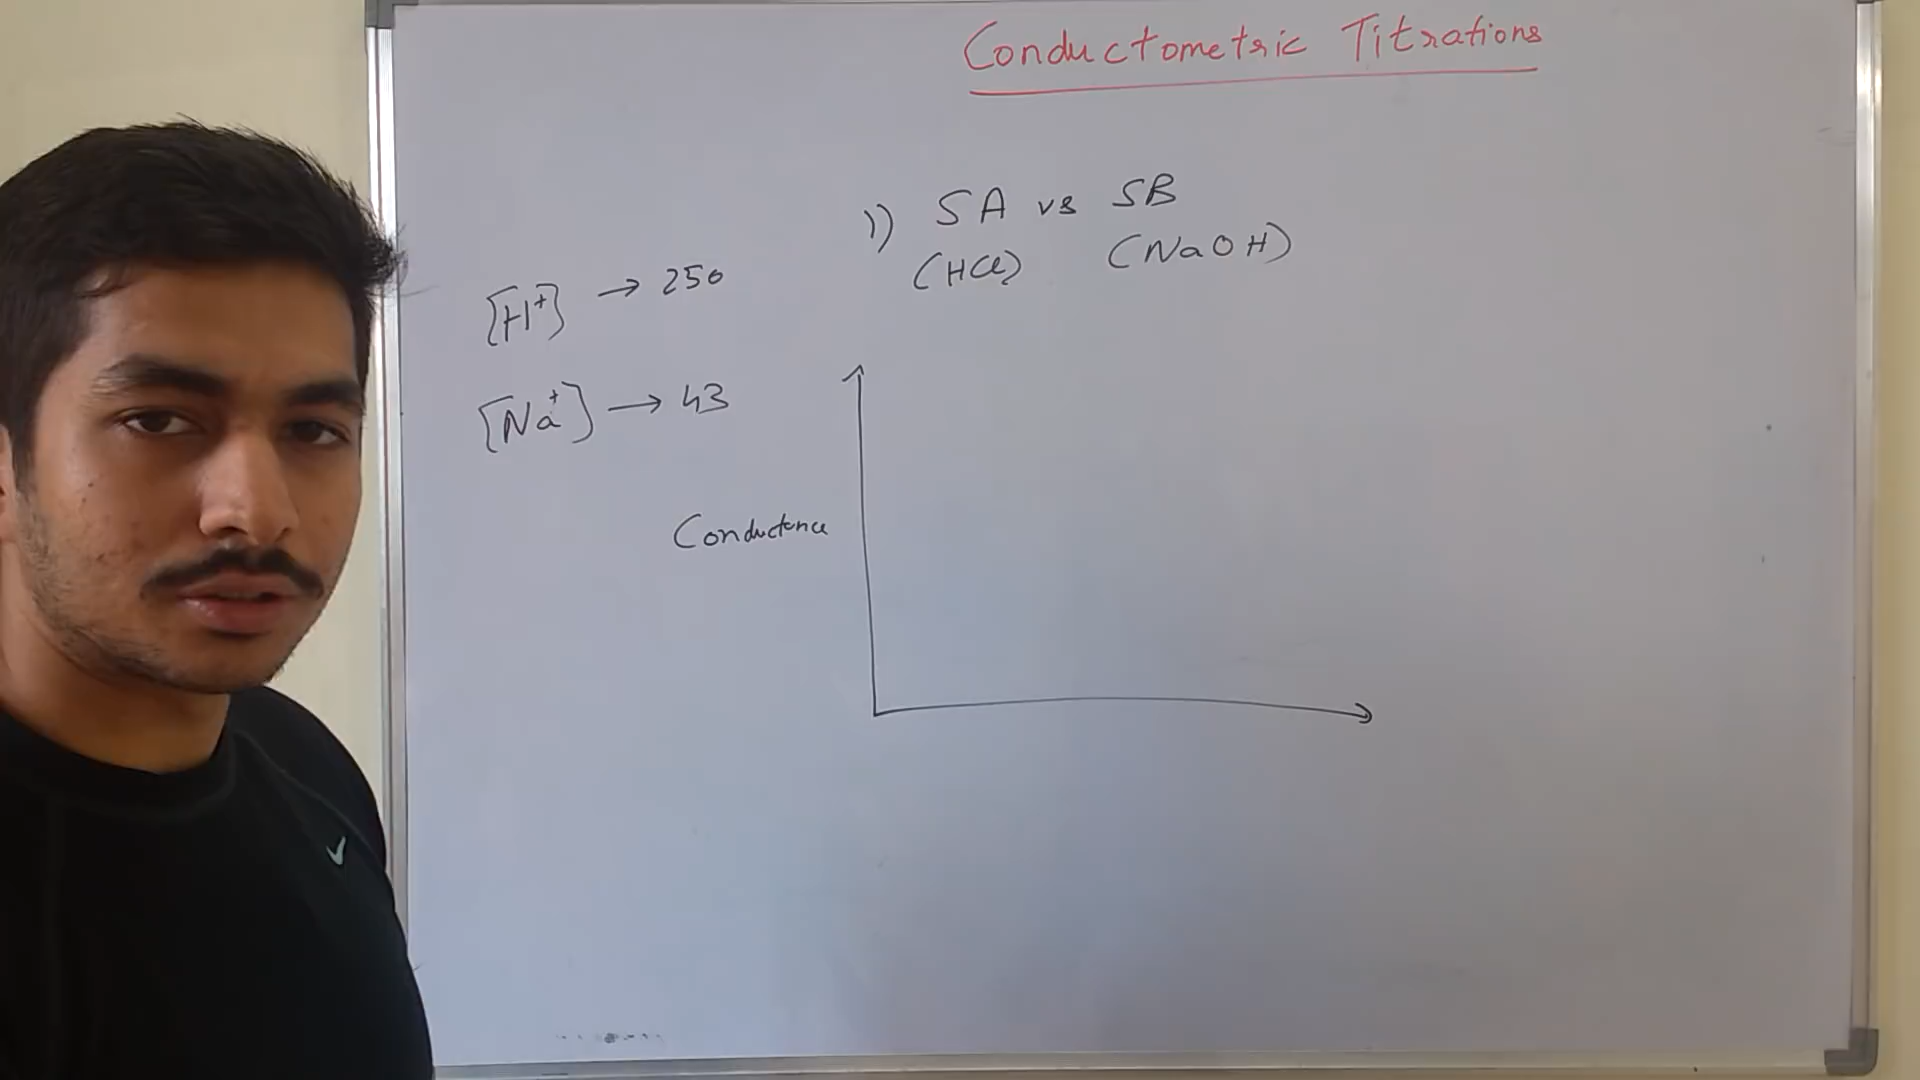 Conductometric Titrations
1) SA vs SB
(HCl) (NaOH)
[H⁺] → 250
[Na⁺] → 43
Conductance